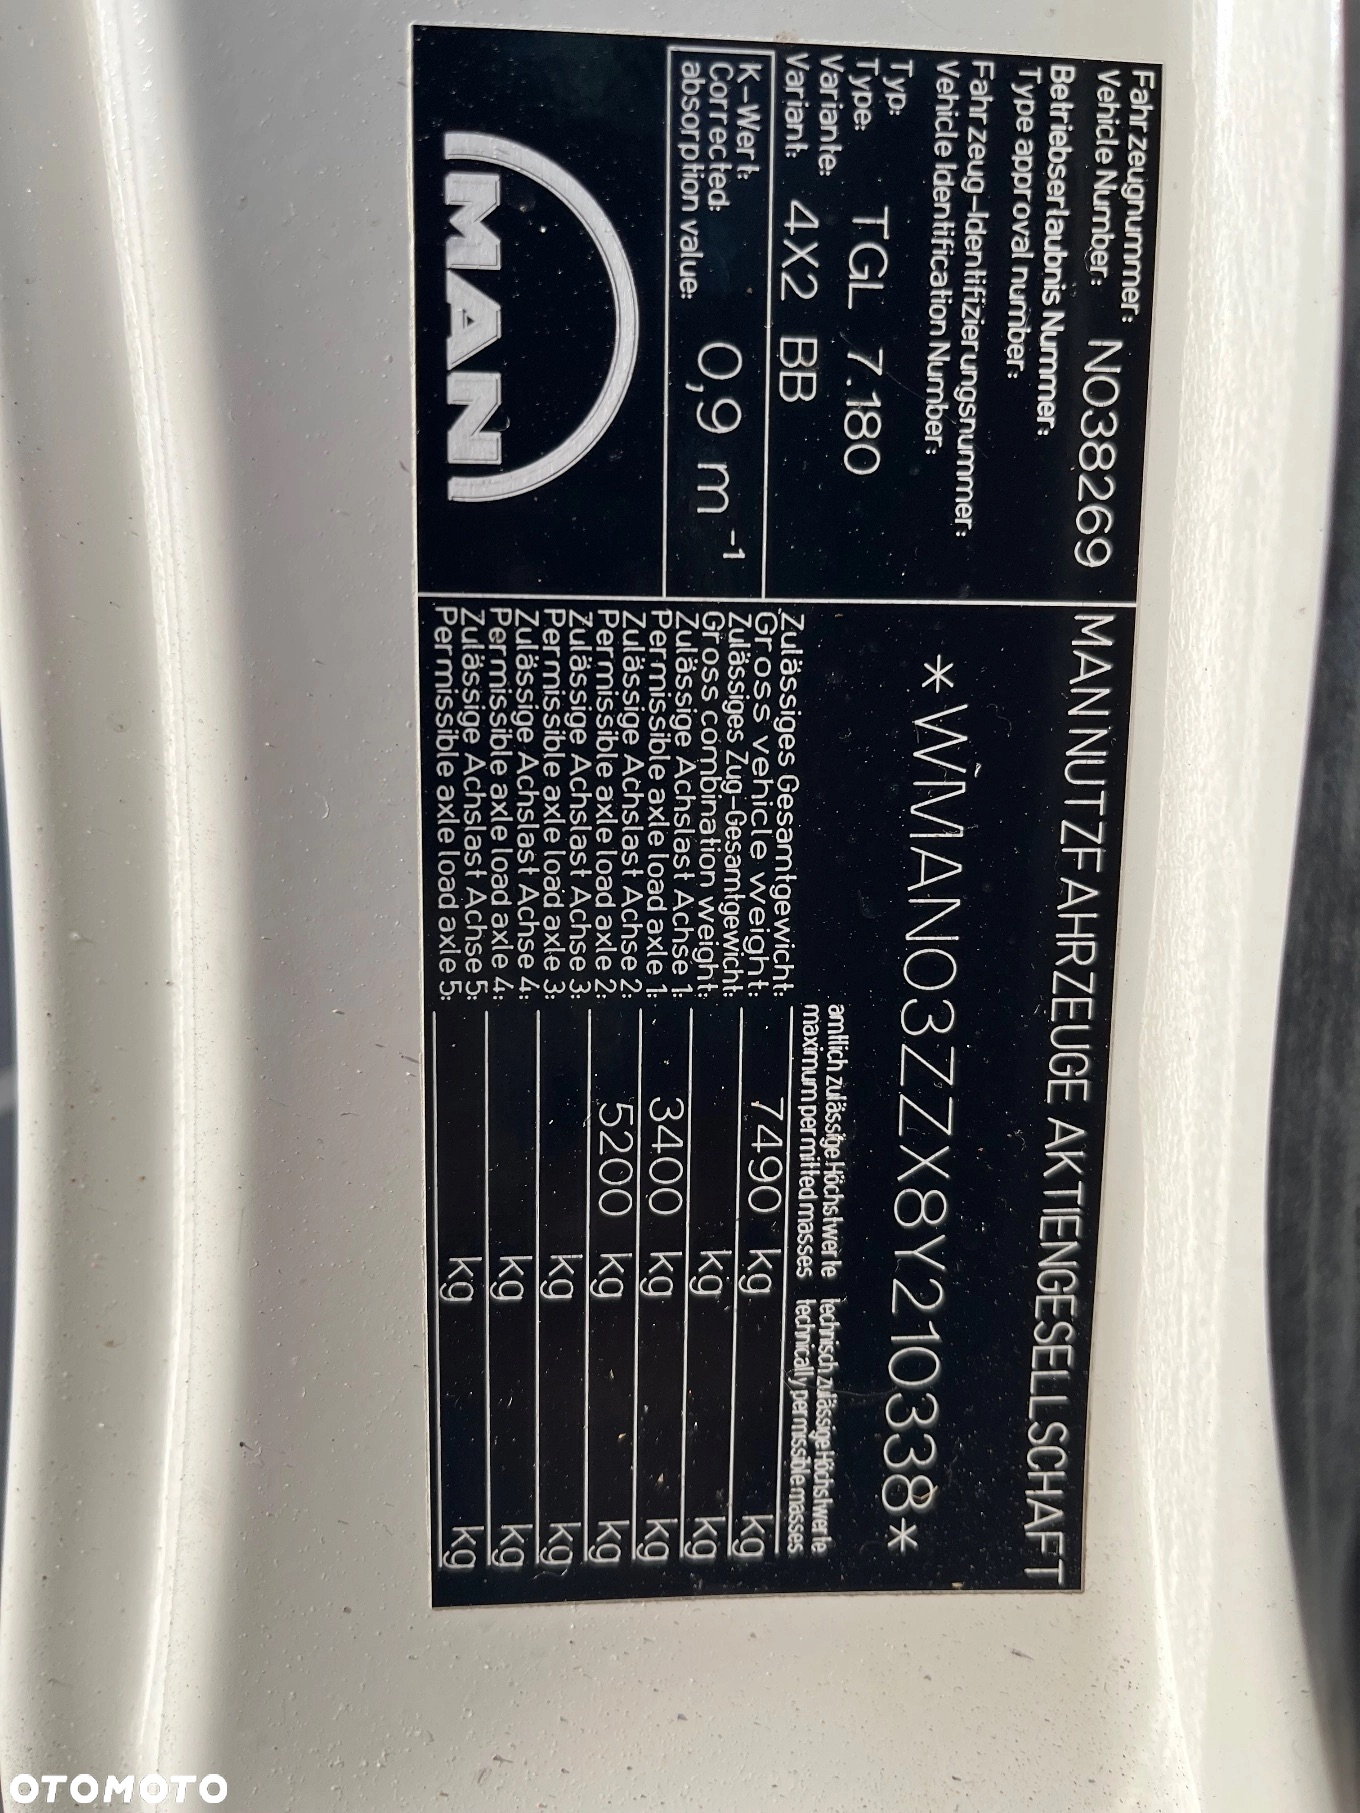 Fahrzeugnummer:
Vehicle Number: N038269
Betriebserlaubnis Nummer:
Type approval number:
Fahrzeug-Identifizierungsnummer:
Vehicle Identification Number:
Typ:
Type: TGL 7.180
Variante:
Variant: 4X2 BB
K-Wert:
Corrected: 0,9 m⁻¹
absorption value:
MAN
MAN NUTZFAHRZEUGE AKTIENGESELLSCHAFT
*WMAN03ZZX8Y210338*
amtlich zulässige Höchstwerte technisch zulässige Höchstwerte
maximum permitted masses technically permissible masses
Zulässiges Gesamtgewicht:
Gross vehicle weight: 7490 kg kg
Zulässiges Zug-Gesamtgewicht:
Gross combination weight: kg kg
Zulässige Achslast Achse 1:
Permissible axle load axle 1: 3400 kg kg
Zulässige Achslast Achse 2:
Permissible axle load axle 2: 5200 kg kg
Zulässige Achslast Achse 3:
Permissible axle load axle 3: kg kg
Zulässige Achslast Achse 4:
Permissible axle load axle 4: kg kg
Zulässige Achslast Achse 5:
Permissible axle load axle 5: kg kg
OTOMOTO